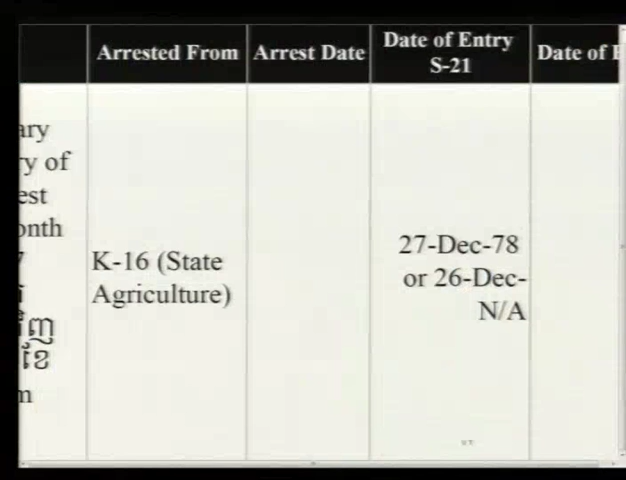 Arrested From
Arrest Date
Date of Entry
S-21
Date of
ary
y of
est
onth
K-16 (State
Agriculture)
27-Dec-78
or 26-Dec-
N/A